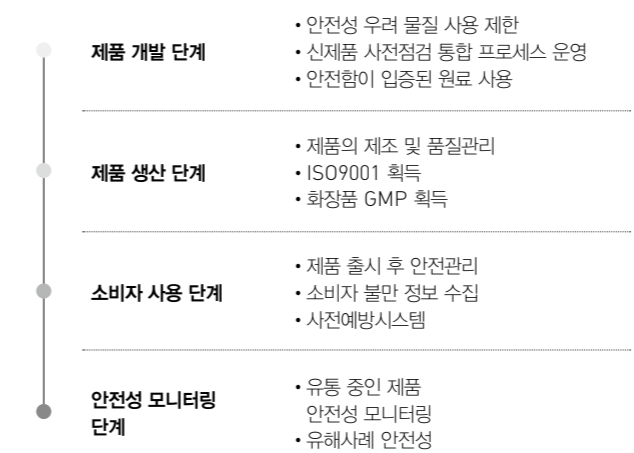 제품 개발 단계
• 안전성 우려 물질 사용 제한
• 신제품 사전점검 통합 프로세스 운영
• 안전함이 입증된 원료 사용
제품 생산 단계
• 제품의 제조 및 품질관리
• ISO9001 획득
• 화장품 GMP 획득
소비자 사용 단계
• 제품 출시 후 안전관리
• 소비자 불만 정보 수집
• 사전예방시스템
안전성 모니터링
단계
• 유통 중인 제품
안전성 모니터링
• 유해사례 안전성